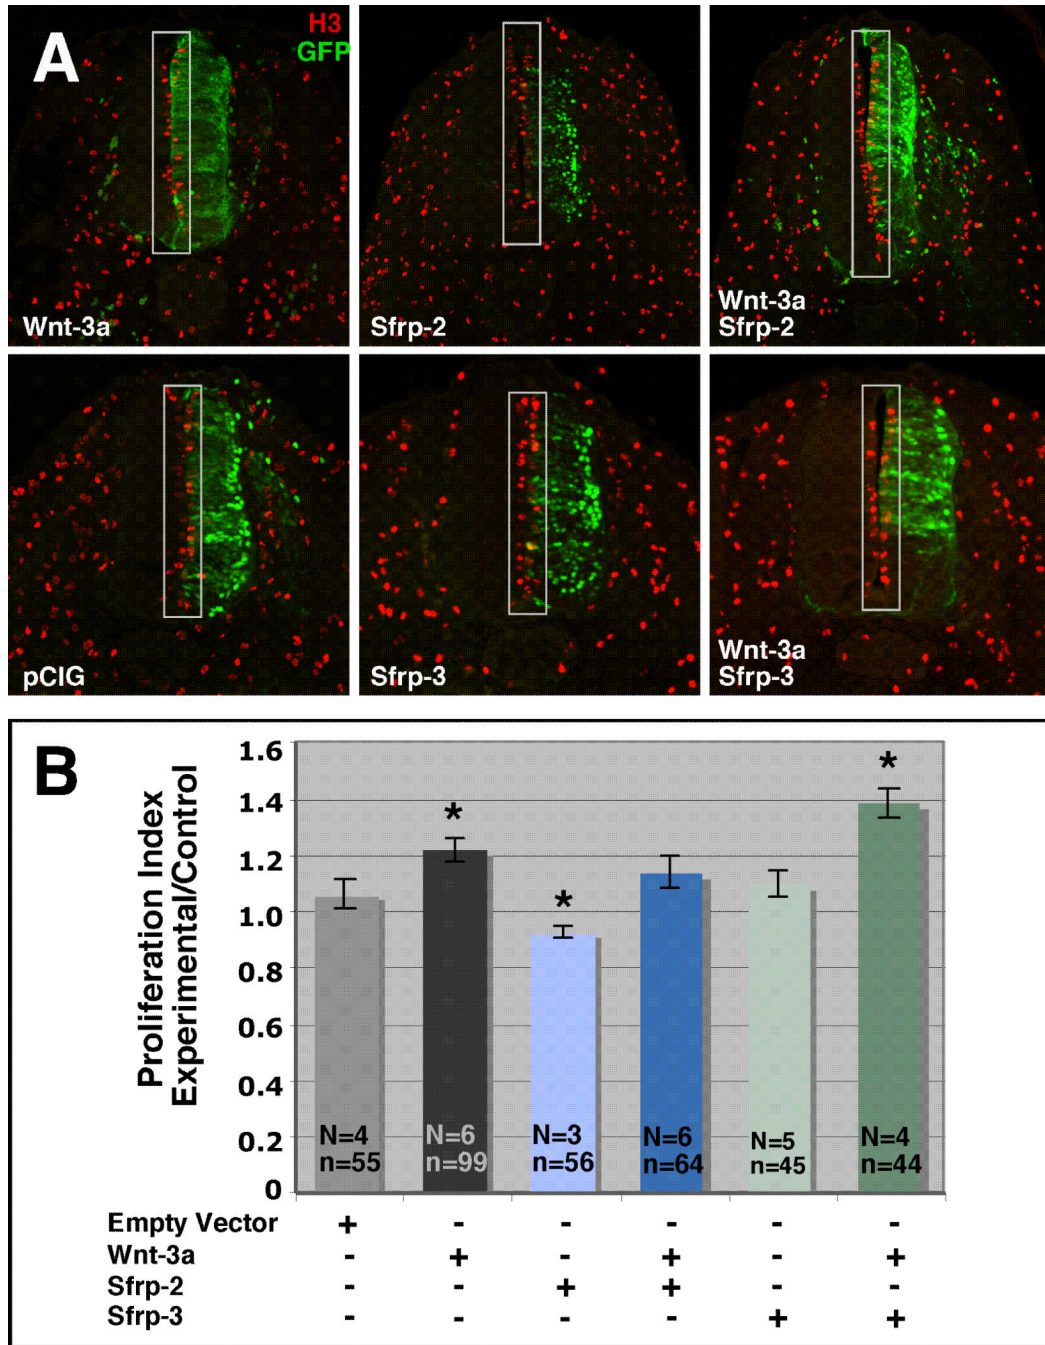 A
H3
GFP
Wnt-3a
Sfrp-2
Wnt-3a
Sfrp-2
pCIG
Sfrp-3
Wnt-3a
Sfrp-3
B
Proliferation Index
Experimental/Control
1.6
1.4
1.2
1.0
0.8
0.6
0.4
0.2
0
*
*
*
N=4
n=55
N=6
n=99
N=3
n=56
N=6
n=64
N=5
n=45
N=4
n=44
Empty Vector + - - - - -
Wnt-3a - + - + - +
Sfrp-2 - - + + - -
Sfrp-3 - - - - + +